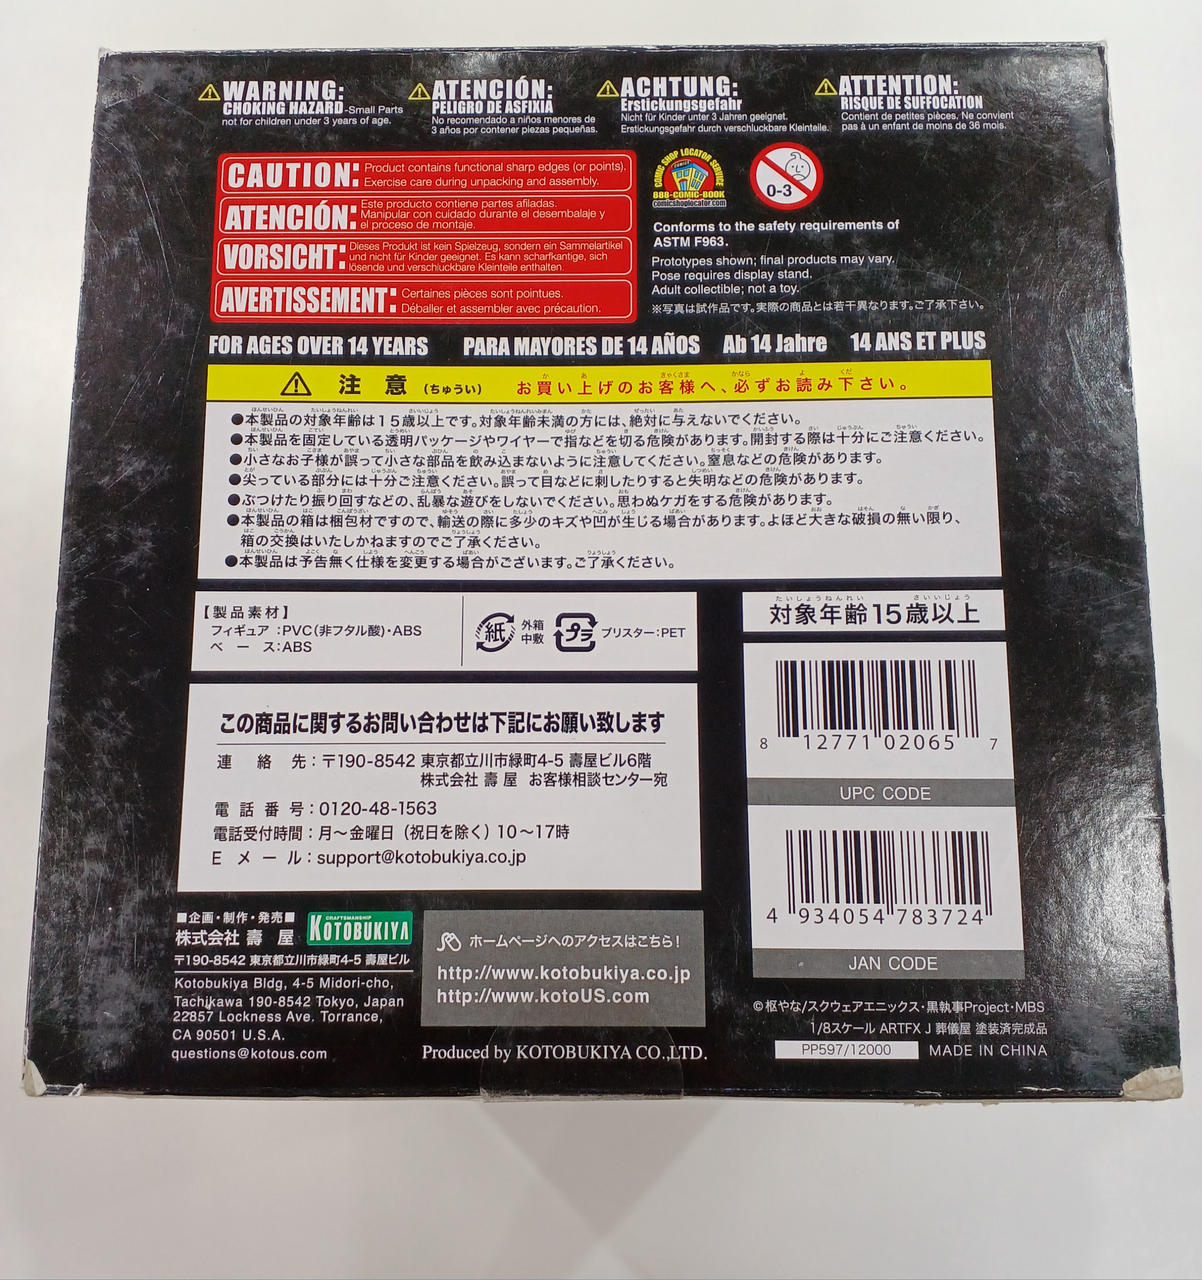 WARNING:
CHOKING HAZARD-Small Parts
not for children under 3 years of age.
ATENCIÓN:
PELIGRO DE ASFIXIA
No recomendado a niños menores de
3 años por contener piezas pequeñas.
ACHTUNG:
Erstickungsgefahr
Nicht für Kinder unter 3 Jahren geeignet.
Erstickungsgefahr durch verschluckbare Kleinteile.
ATTENTION:
RISQUE DE SUFFOCATION
Contient de petites pièces. Ne convient
pas à un enfant de moins de 36 mois.
CAUTION: Product contains functional sharp edges (or points).
Exercise care during unpacking and assembly.
ATENCIÓN: Este producto contiene partes afiladas.
Manipular con cuidado durante el desembalaje y
el proceso de montaje.
VORSICHT: Dieses Produkt ist kein Spielzeug, sondern ein Sammelartikel
und nicht für Kinder geeignet. Es kann scharfkantige, sich
lösende und verschluckbare Kleinteile enthalten.
AVERTISSEMENT: Certaines pièces sont pointues.
Déballer et assembler avec précaution.
COMIC SHOP LOCATOR SERVICE
COMICS
888-COMIC-BOOK
comicshoplocator.com
0-3
Conforms to the safety requirements of
ASTM F963.
Prototypes shown; final products may vary.
Pose requires display stand.
Adult collectible; not a toy.
※写真は試作品です。実際の商品とは若干異なります。ご了承下さい。
FOR AGES OVER 14 YEARS PARA MAYORES DE 14 AÑOS Ab 14 Jahre 14 ANS ET PLUS
注意(ちゅうい) お買い上げのお客様へ、必ずお読み下さい。
●本製品の対象年齢は15歳以上です。対象年齢未満の方には、絶対に与えないでください。
●本製品を固定している透明パッケージやワイヤーで指などを切る危険があります。開封する際は十分にご注意ください。
●小さなお子様が誤って小さな部品を飲み込まないように注意してください。窒息などの危険があります。
●尖っている部分には十分ご注意ください。誤って目などに刺したりすると失明などの危険があります。
●ぶつけたり振り回すなどの、乱暴な遊びをしないでください。思わぬケガをする危険があります。
●本製品の箱は梱包材ですので、輸送の際に多少のキズや凹が生じる場合があります。よほど大きな破損の無い限り、
箱の交換はいたしかねますのでご了承ください。
●本製品は予告無く仕様を変更する場合がございます。ご了承ください。
【製品素材】
フィギュア:PVC(非フタル酸)・ABS
ベース:ABS
紙
外箱
中敷
プラ
ブリスター:PET
たいしょうねんれい さいいじょう
対象年齢15歳以上
8 12771 02065 7
UPC CODE
4 934054 783724
JAN CODE
この商品に関するお問い合わせは下記にお願い致します
連絡先:〒190-8542 東京都立川市緑町4-5 壽屋ビル6階
株式会社 壽屋 お客様相談センター宛
電話番号:0120-48-1563
電話受付時間:月〜金曜日(祝日を除く)10〜17時
Eメール:support@kotobukiya.co.jp
■企画・制作・発売■
株式会社 壽屋
CRAFTSMANSHIP
KOTOBUKIYA
〒190-8542 東京都立川市緑町4-5 壽屋ビル
Kotobukiya Bldg, 4-5 Midori-cho,
Tachikawa 190-8542 Tokyo, Japan
22857 Lockness Ave. Torrance,
CA 90501 U.S.A.
questions@kotous.com
ホームページへのアクセスはこちら!
http://www.kotobukiya.co.jp
http://www.kotoUS.com
Produced by KOTOBUKIYA CO.,LTD.
©枢やな/スクウェアエニックス・黒執事Project・MBS
1/8スケール ARTFX J 葬儀屋 塗装済完成品
PP597/12000 MADE IN CHINA